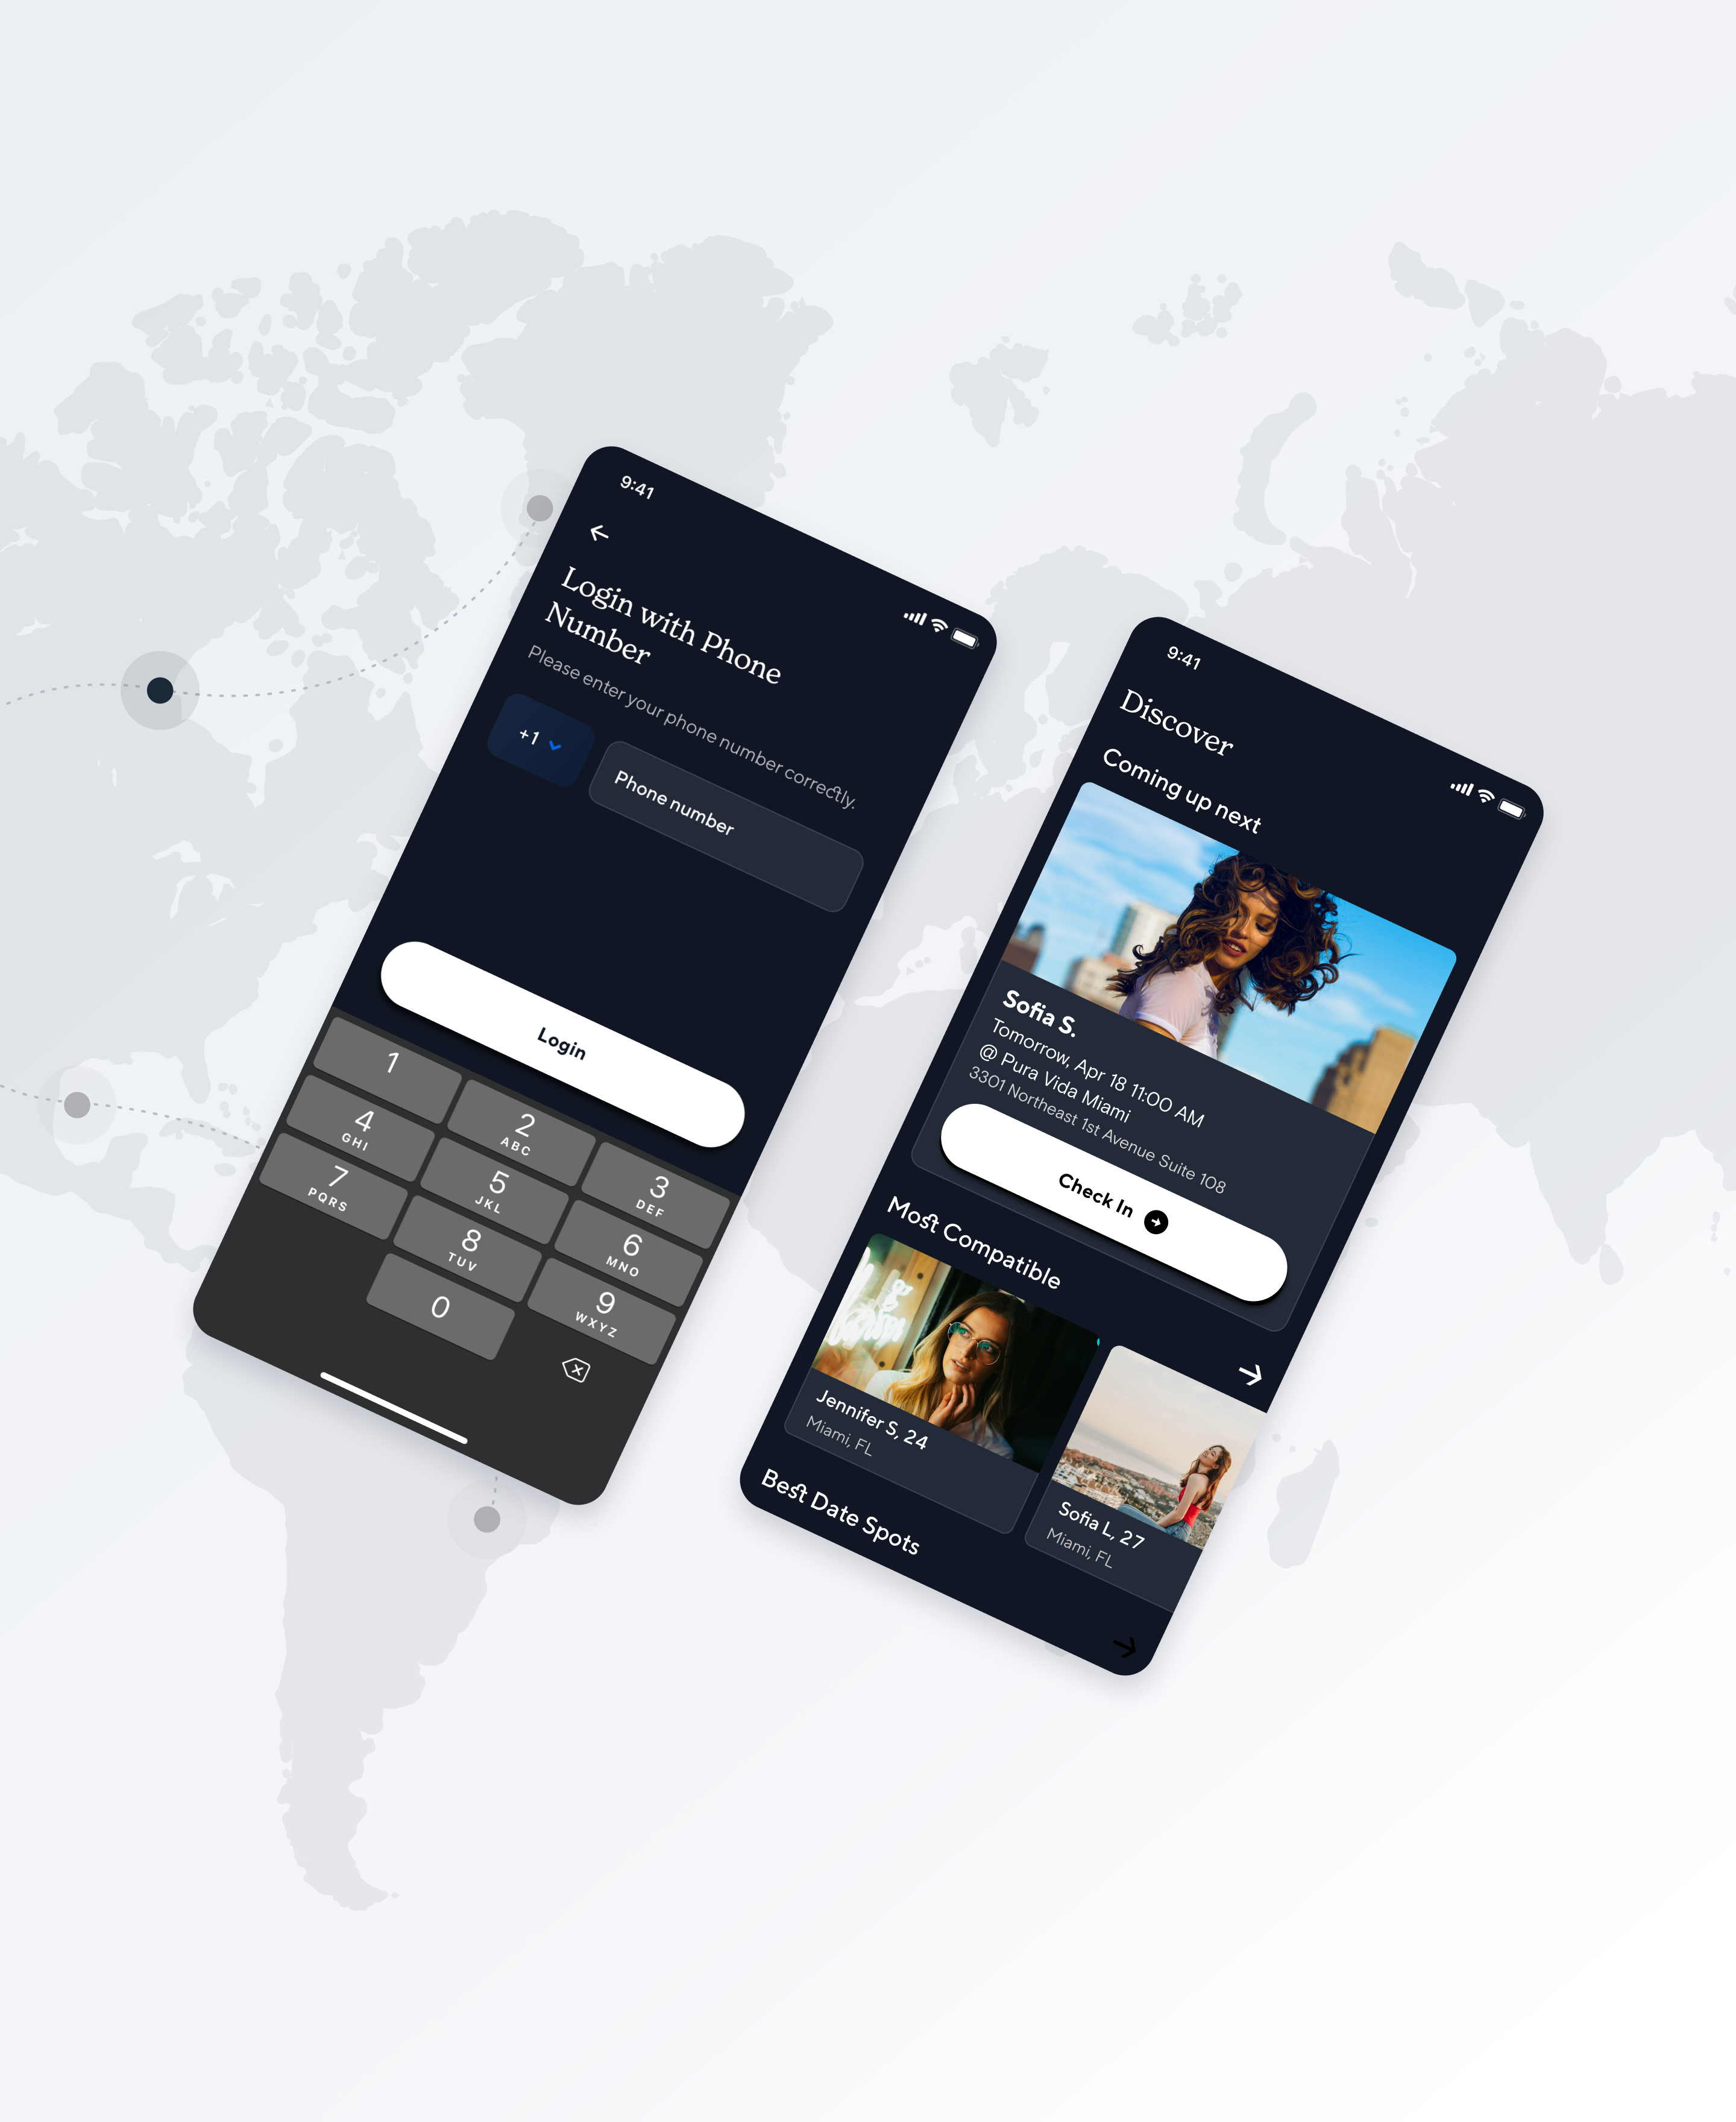 9:41
Login with Phone
Number
Please enter your phone number correctly.
+1
Phone number
Login
1
2
ABC
3
DEF
4
GHI
5
JKL
6
MNO
7
PQRS
8
TUV
9
WXYZ
0
9:41
Discover
Coming up next
Sofia S.
Tomorrow, Apr 18 11:00 AM
@ Pura Vida Miami
3301 Northeast 1st Avenue Suite 108
Check In
Most Compatible
Jennifer S, 24
Miami, FL
Sofia L, 27
Miami, FL
Best Date Spots